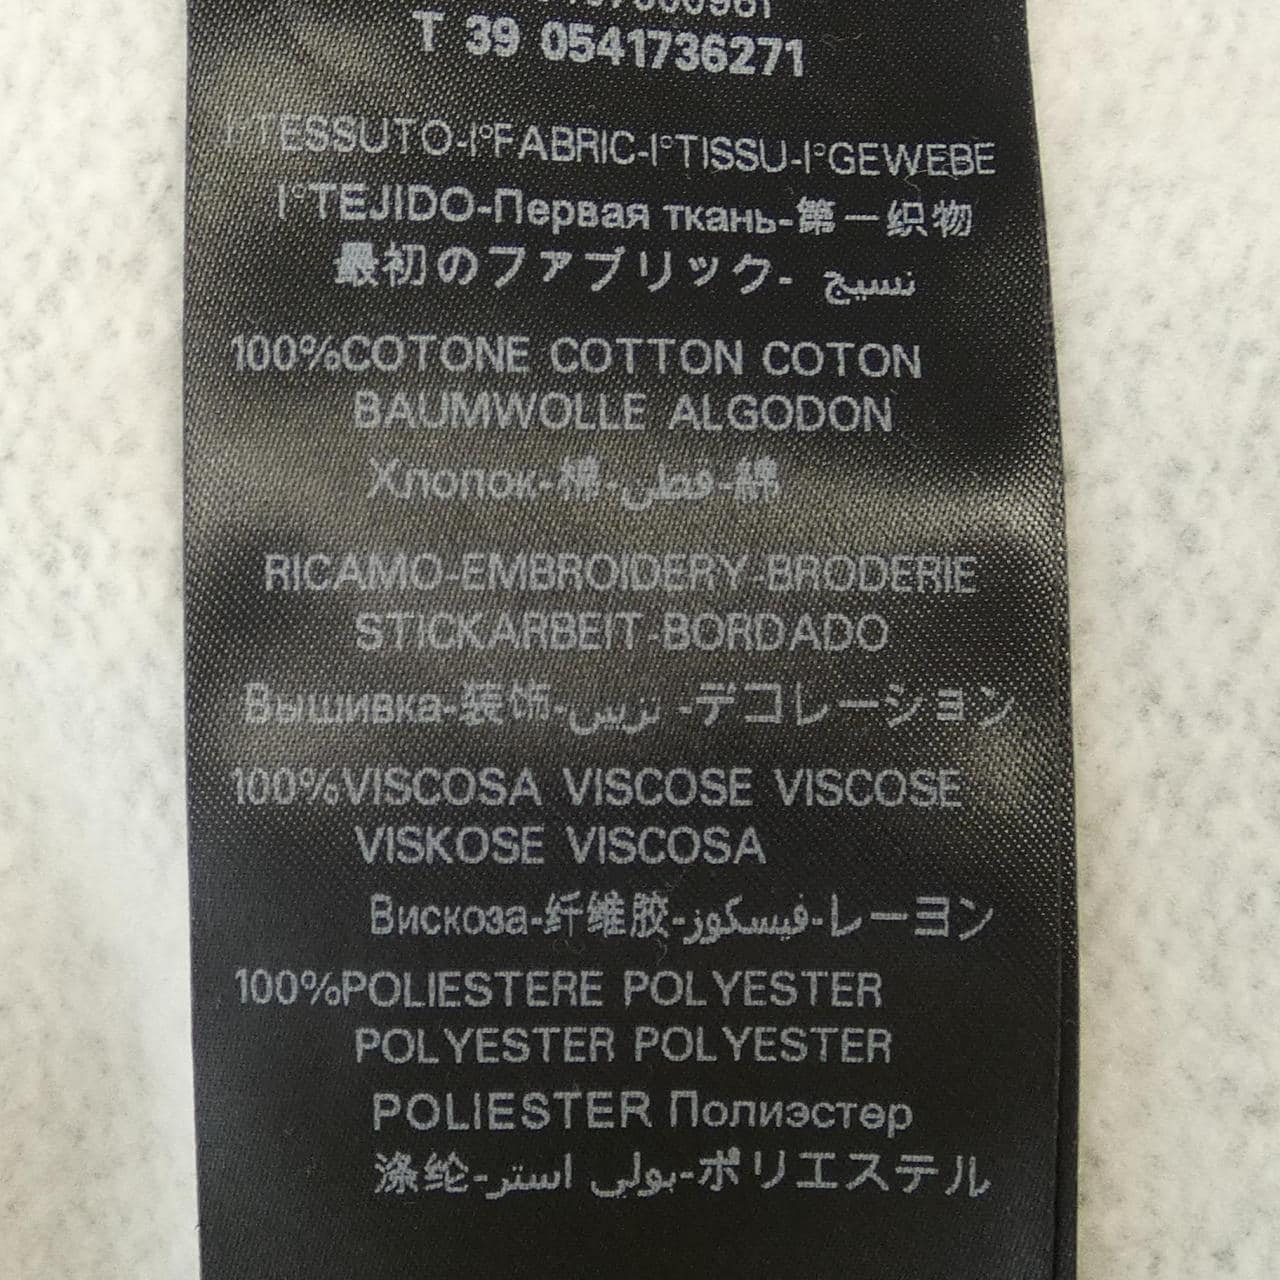 T 39 0541736271
I°TESSUTO-I°FABRIC-I°TISSU-I°GEWEBE
I°TEJIDO-Первая ткань-第一织物
最初のファブリック- نسيج
100%COTONE COTTON COTON
BAUMWOLLE ALGODON
Хлопок-棉-قطن-綿
RICAMO-EMBROIDERY-BRODERIE
STICKARBEIT-BORDADO
Вышивка-装饰-تزيين -デコレーション
100%VISCOSA VISCOSE VISCOSE
VISKOSE VISCOSA
Вискоза-纤维胶-فيسكوز-レーヨン
100%POLIESTERE POLYESTER
POLYESTER POLYESTER
POLIESTER Полиэстер
涤纶-بولي استر-ポリエステル